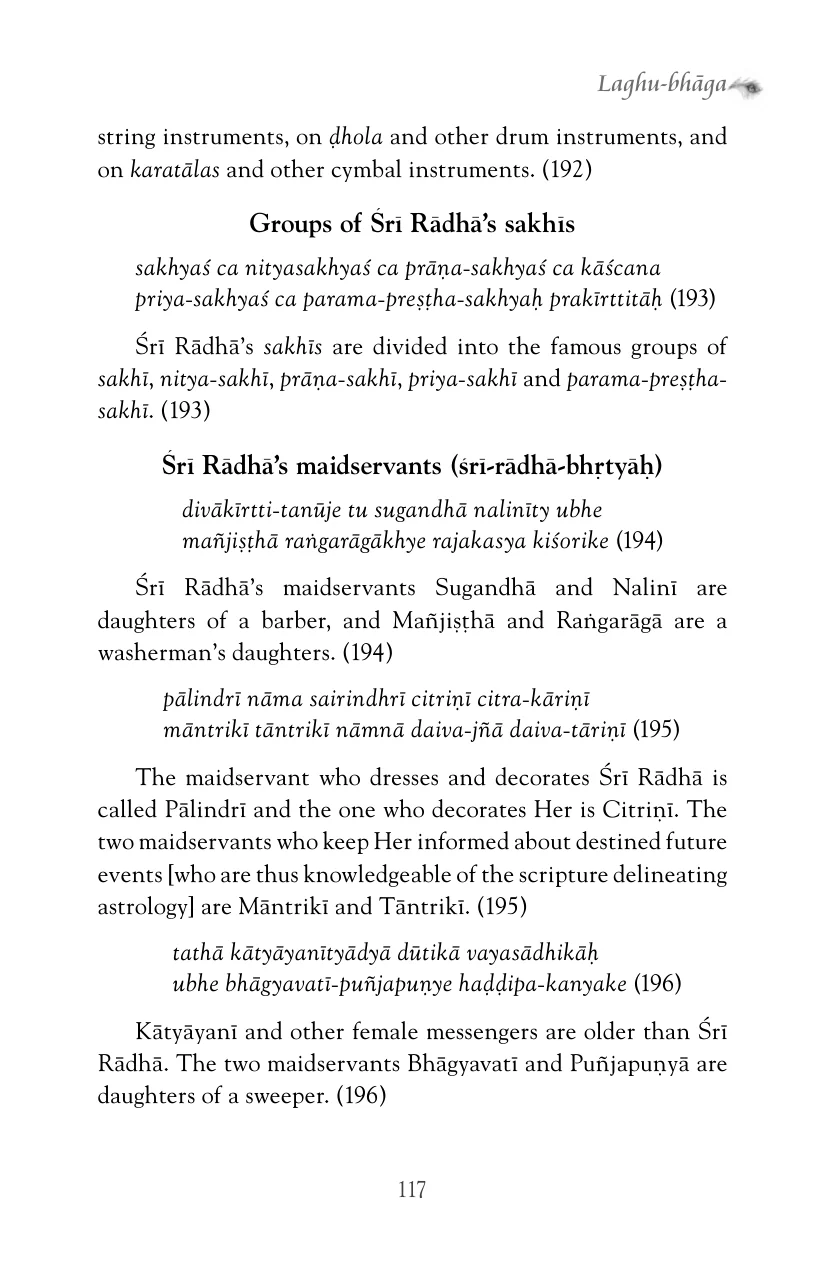 Laghu-bhāga
string instruments, on ḍhola and other drum instruments, and
on karatālas and other cymbal instruments. (192)
Groups of Śrī Rādhā’s sakhīs
sakhyaś ca nityasakhyaś ca prāṇa-sakhyaś ca kāścana
priya-sakhyaś ca parama-preṣṭha-sakhyaḥ prakīrttitāḥ (193)
Śrī Rādhā’s sakhīs are divided into the famous groups of
sakhī, nitya-sakhī, prāṇa-sakhī, priya-sakhī and parama-preṣṭha-
sakhī. (193)
Śrī Rādhā’s maidservants (śrī-rādhā-bhṛtyāḥ)
divākīrtti-tanūje tu sugandhā nalinīty ubhe
mañjiṣṭhā raṅgarāgākhye rajakasya kiśorike (194)
Śrī Rādhā’s maidservants Sugandhā and Nalinī are
daughters of a barber, and Mañjiṣṭhā and Raṅgarāgā are a
washerman’s daughters. (194)
pālindrī nāma sairindhrī citriṇī citra-kāriṇī
māntrikī tāntrikī nāmnā daiva-jñā daiva-tāriṇī (195)
The maidservant who dresses and decorates Śrī Rādhā is
called Pālindrī and the one who decorates Her is Citriṇī. The
two maidservants who keep Her informed about destined future
events [who are thus knowledgeable of the scripture delineating
astrology] are Māntrikī and Tāntrikī. (195)
tathā kātyāyanītyādyā dūtikā vayasādhikāḥ
ubhe bhāgyavatī-puñjapuṇye haḍḍipa-kanyake (196)
Kātyāyanī and other female messengers are older than Śrī
Rādhā. The two maidservants Bhāgyavatī and Puñjapuṇyā are
daughters of a sweeper. (196)
117